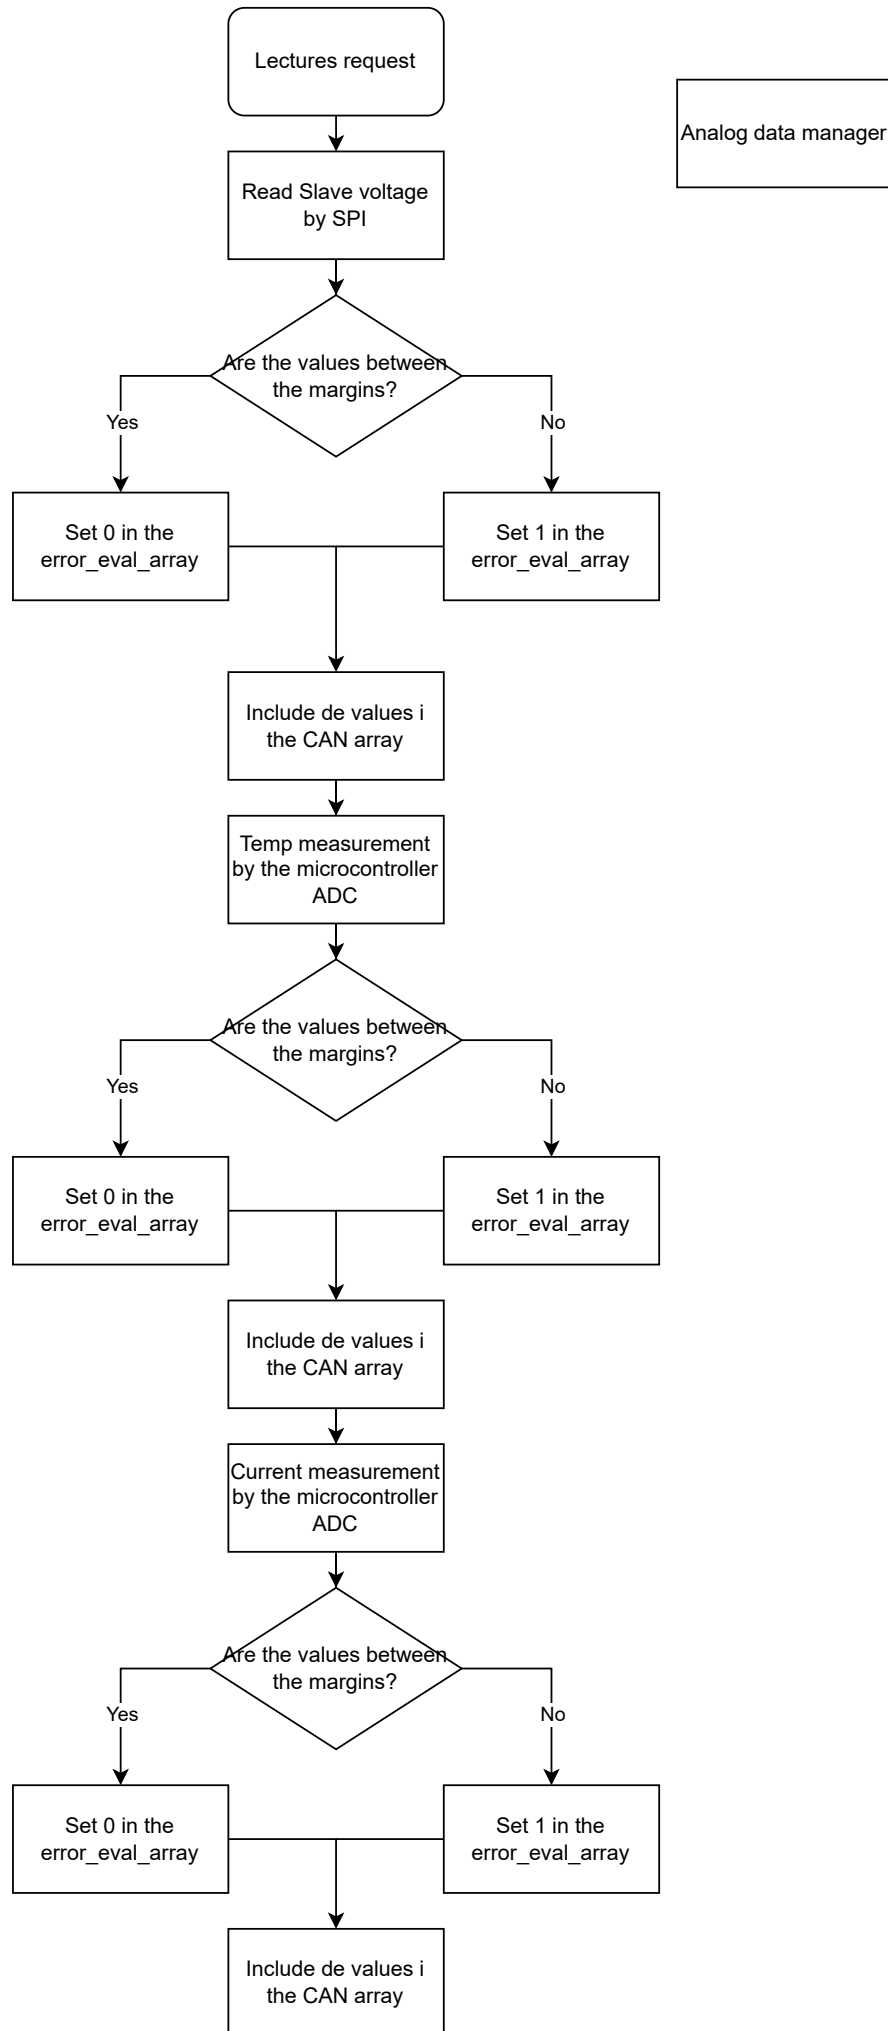 Lectures request
Analog data manager
Read Slave voltage
by SPI
Are the values between
the margins?
Yes
No
Set 0 in the
error_eval_array
Set 1 in the
error_eval_array
Include de values i
the CAN array
Temp measurement
by the microcontroller
ADC
Are the values between
the margins?
Yes
No
Set 0 in the
error_eval_array
Set 1 in the
error_eval_array
Include de values i
the CAN array
Current measurement
by the microcontroller
ADC
Are the values between
the margins?
Yes
No
Set 0 in the
error_eval_array
Set 1 in the
error_eval_array
Include de values i
the CAN array